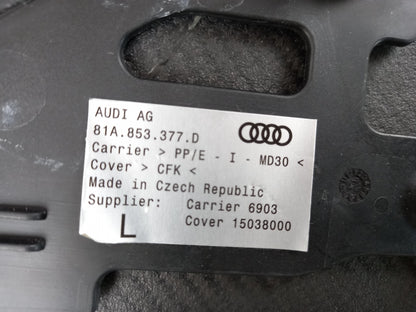 AUDI AG
81A.853.377.D
Carrier > PP/E - I - MD30 <
Cover > CFK <
Made in Czech Republic
Supplier: Carrier 6903
Cover 15038000
L